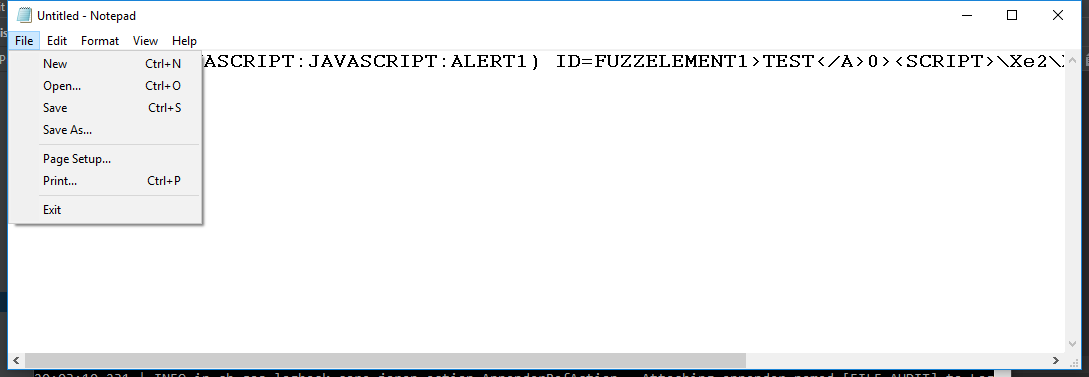 Untitled - Notepad
File Edit Format View Help
New Ctrl+N
ASCRIPT:JAVASCRIPT:ALERT1) ID=FUZZELEMENT1>TEST</A>0><SCRIPT>\Xe2\
Open... Ctrl+O
Save Ctrl+S
Save As...
Page Setup...
Print... Ctrl+P
Exit